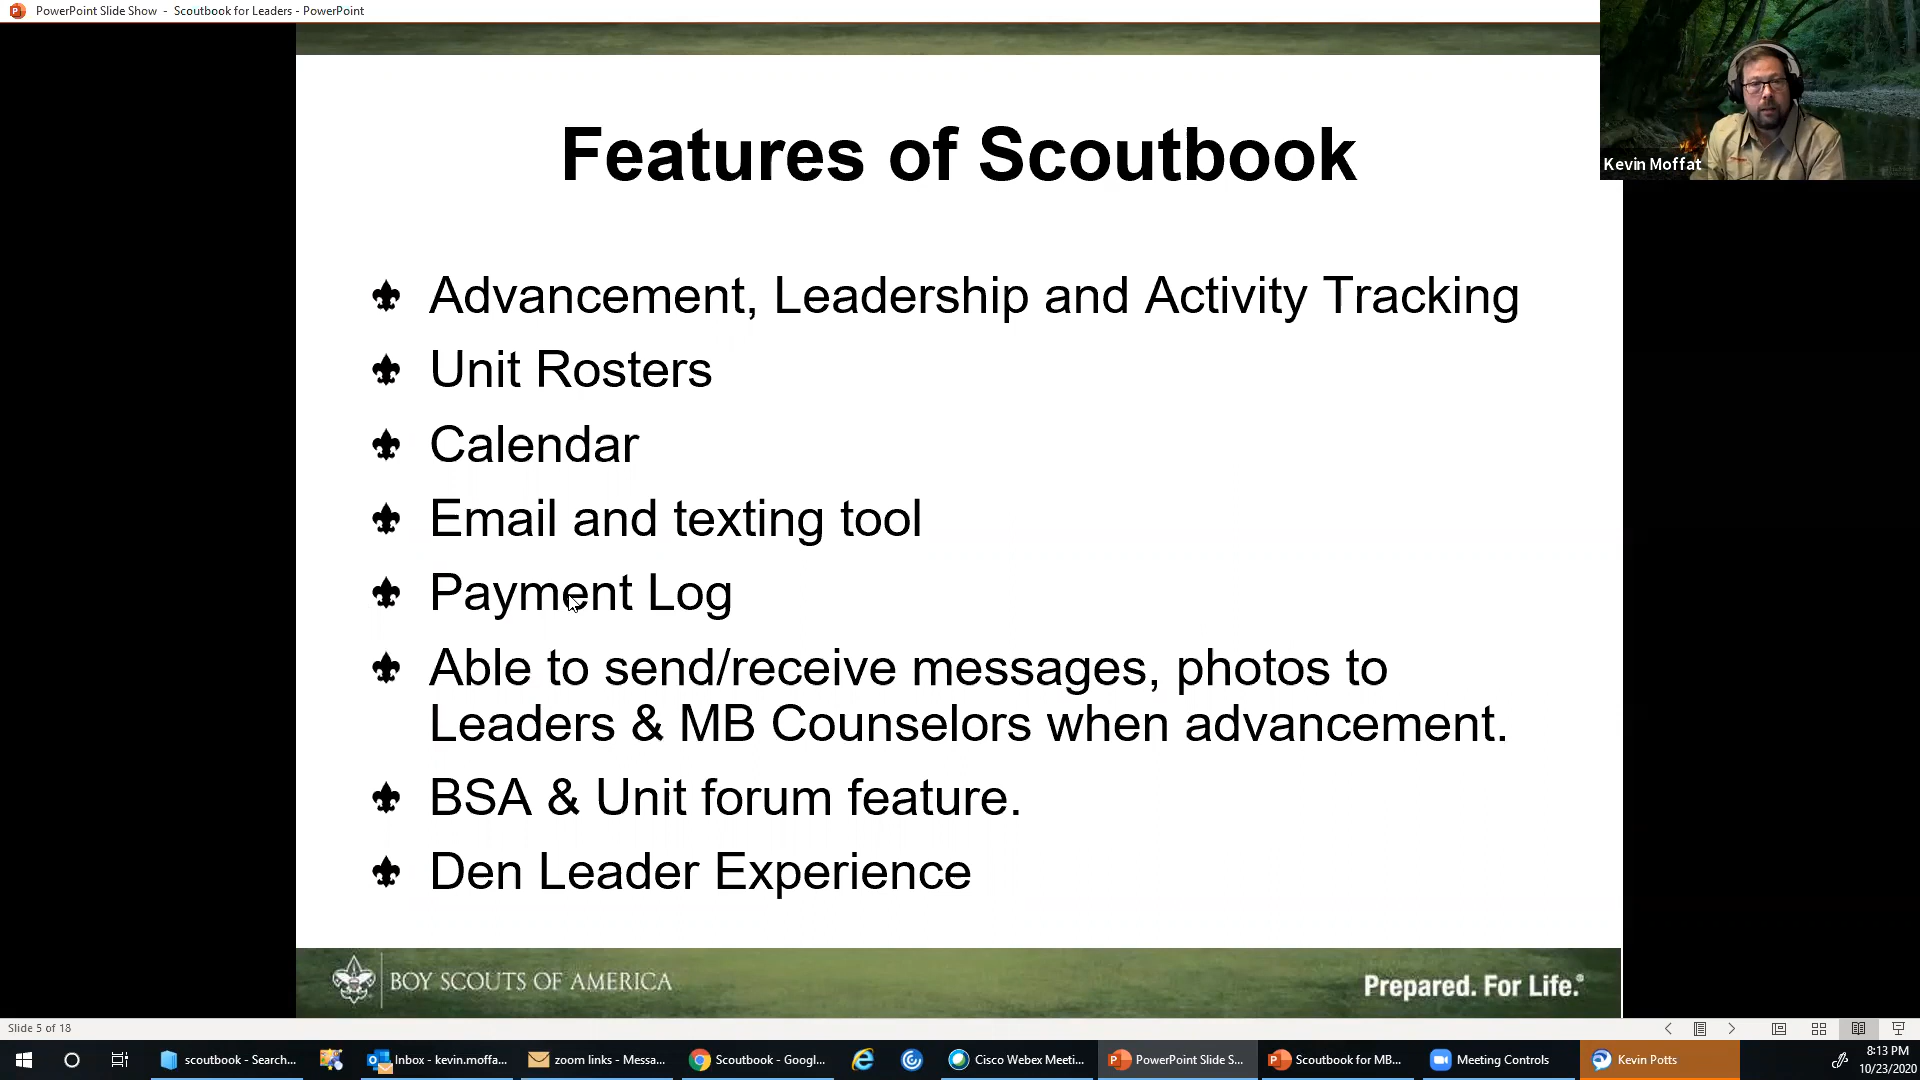 PowerPoint Slide Show - Scoutbook for Leaders - PowerPoint
Features of Scoutbook
Kevin Moffat
Advancement, Leadership and Activity Tracking
Unit Rosters
Calendar
Email and texting tool
Payment Log
Able to send/receive messages, photos to
Leaders & MB Counselors when advancement.
BSA & Unit forum feature.
Den Leader Experience
BOY SCOUTS OF AMERICA
Prepared. For Life.®
Slide 5 of 18
scoutbook - Search...
Inbox - kevin.moffa...
zoom links - Messa...
Scoutbook - Googl...
Cisco Webex Meeti...
PowerPoint Slide S...
Scoutbook for MB...
Meeting Controls
Kevin Potts
8:13 PM
10/23/2020